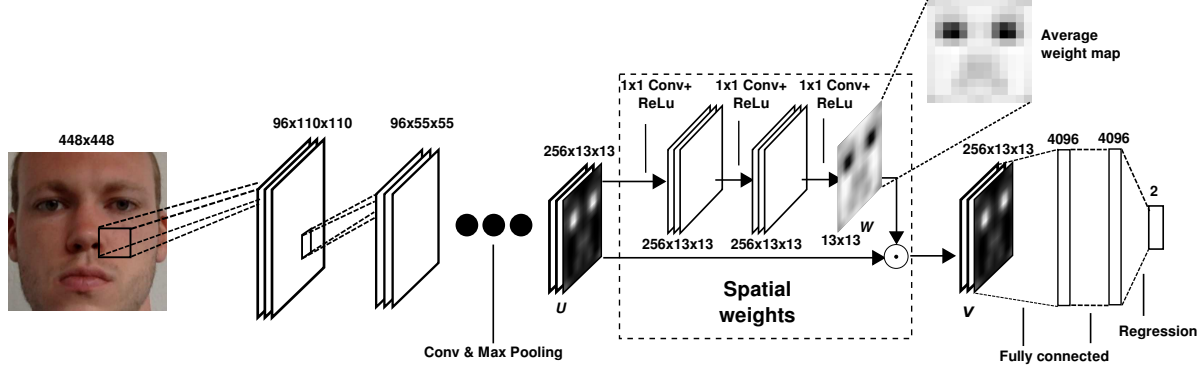 448x448
96x110x110
96x55x55
Conv & Max Pooling
256x13x13
U
1x1 Conv+
ReLu
1x1 Conv+
ReLu
1x1 Conv+
ReLu
256x13x13
256x13x13
13x13
W
Spatial
weights
Average
weight map
256x13x13
V
4096
4096
2
Fully connected
Regression